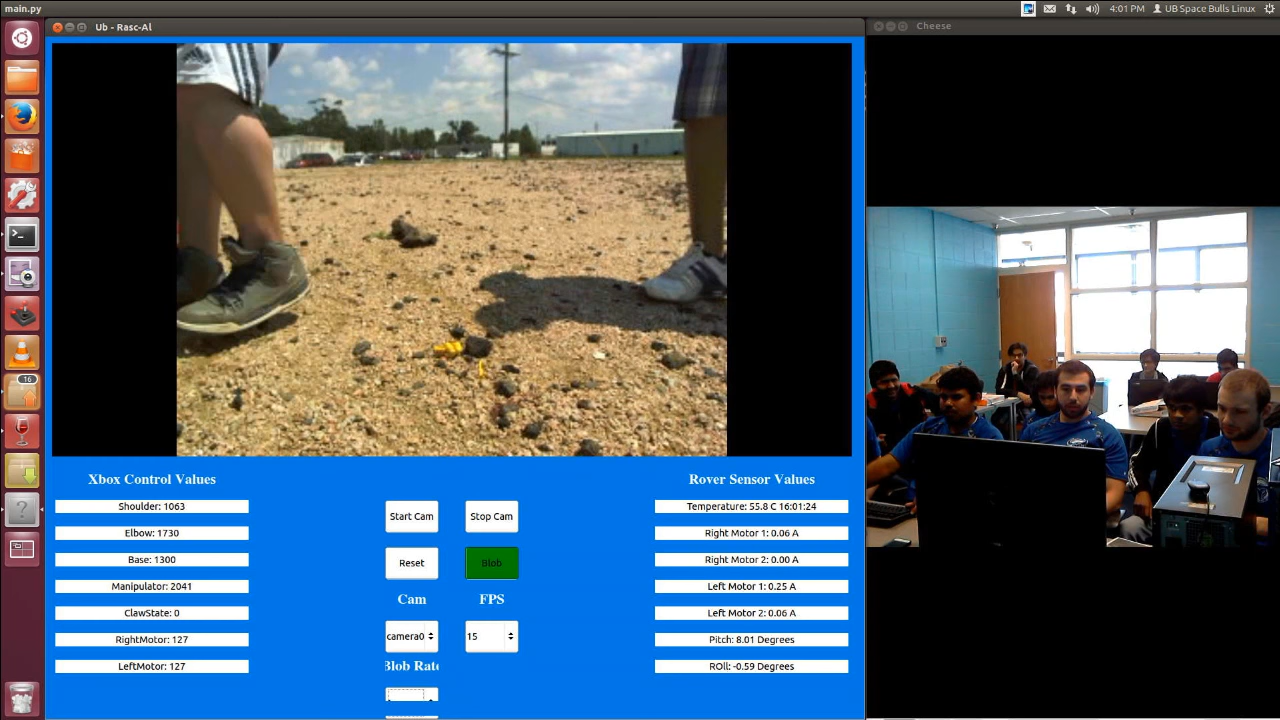 main.py
4:01 PM
UB Space Bulls Linux
Ub - Rasc-Al
Cheese
16
Xbox Control Values
Shoulder: 1063
Elbow: 1730
Base: 1300
Manipulator: 2041
ClawState: 0
RightMotor: 127
LeftMotor: 127
Start Cam
Stop Cam
Reset
Blob
Cam
FPS
camera0
15
Blob Rate
Rover Sensor Values
Temperature: 55.8 C 16:01:24
Right Motor 1: 0.06 A
Right Motor 2: 0.00 A
Left Motor 1: 0.25 A
Left Motor 2: 0.06 A
Pitch: 8.01 Degrees
ROll: -0.59 Degrees